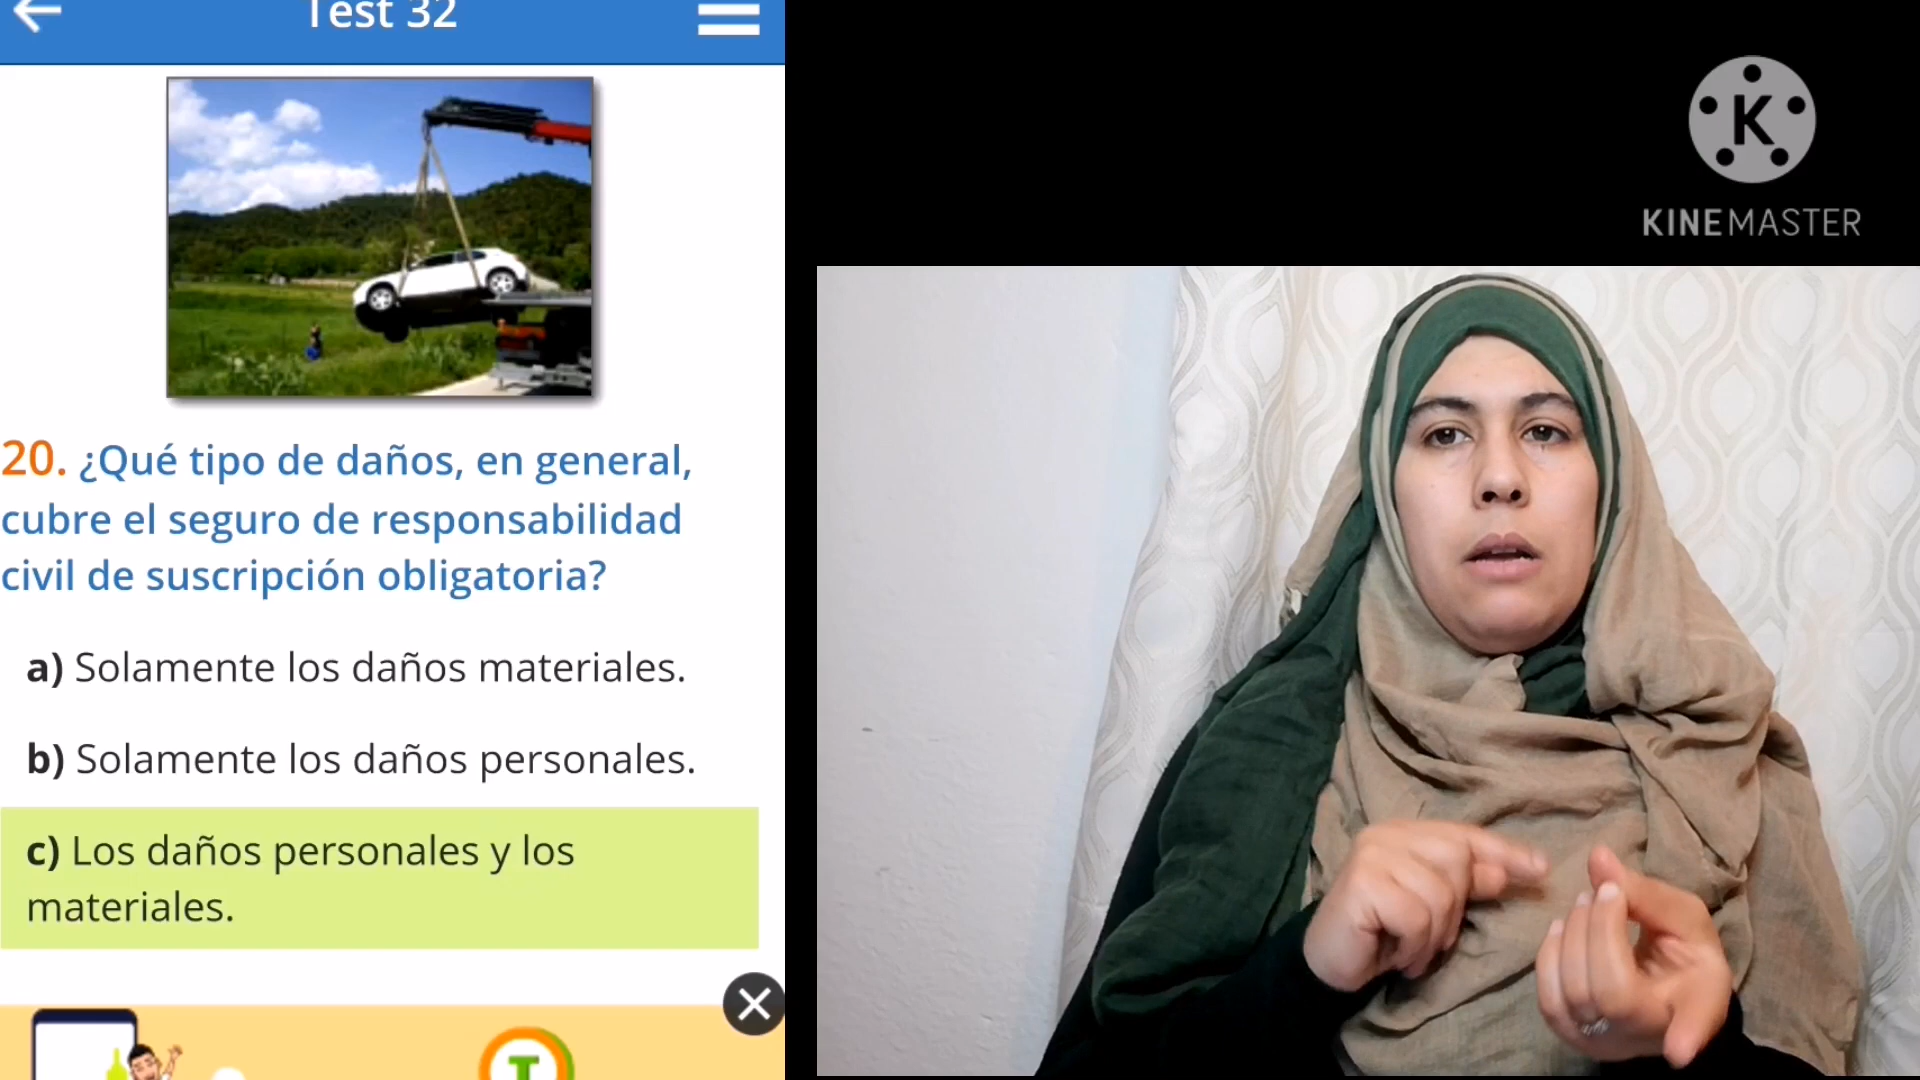 Test 32
20. ¿Qué tipo de daños, en general,
cubre el seguro de responsabilidad
civil de suscripción obligatoria?
a) Solamente los daños materiales.
b) Solamente los daños personales.
c) Los daños personales y los
materiales.
K
KINEMASTER
T